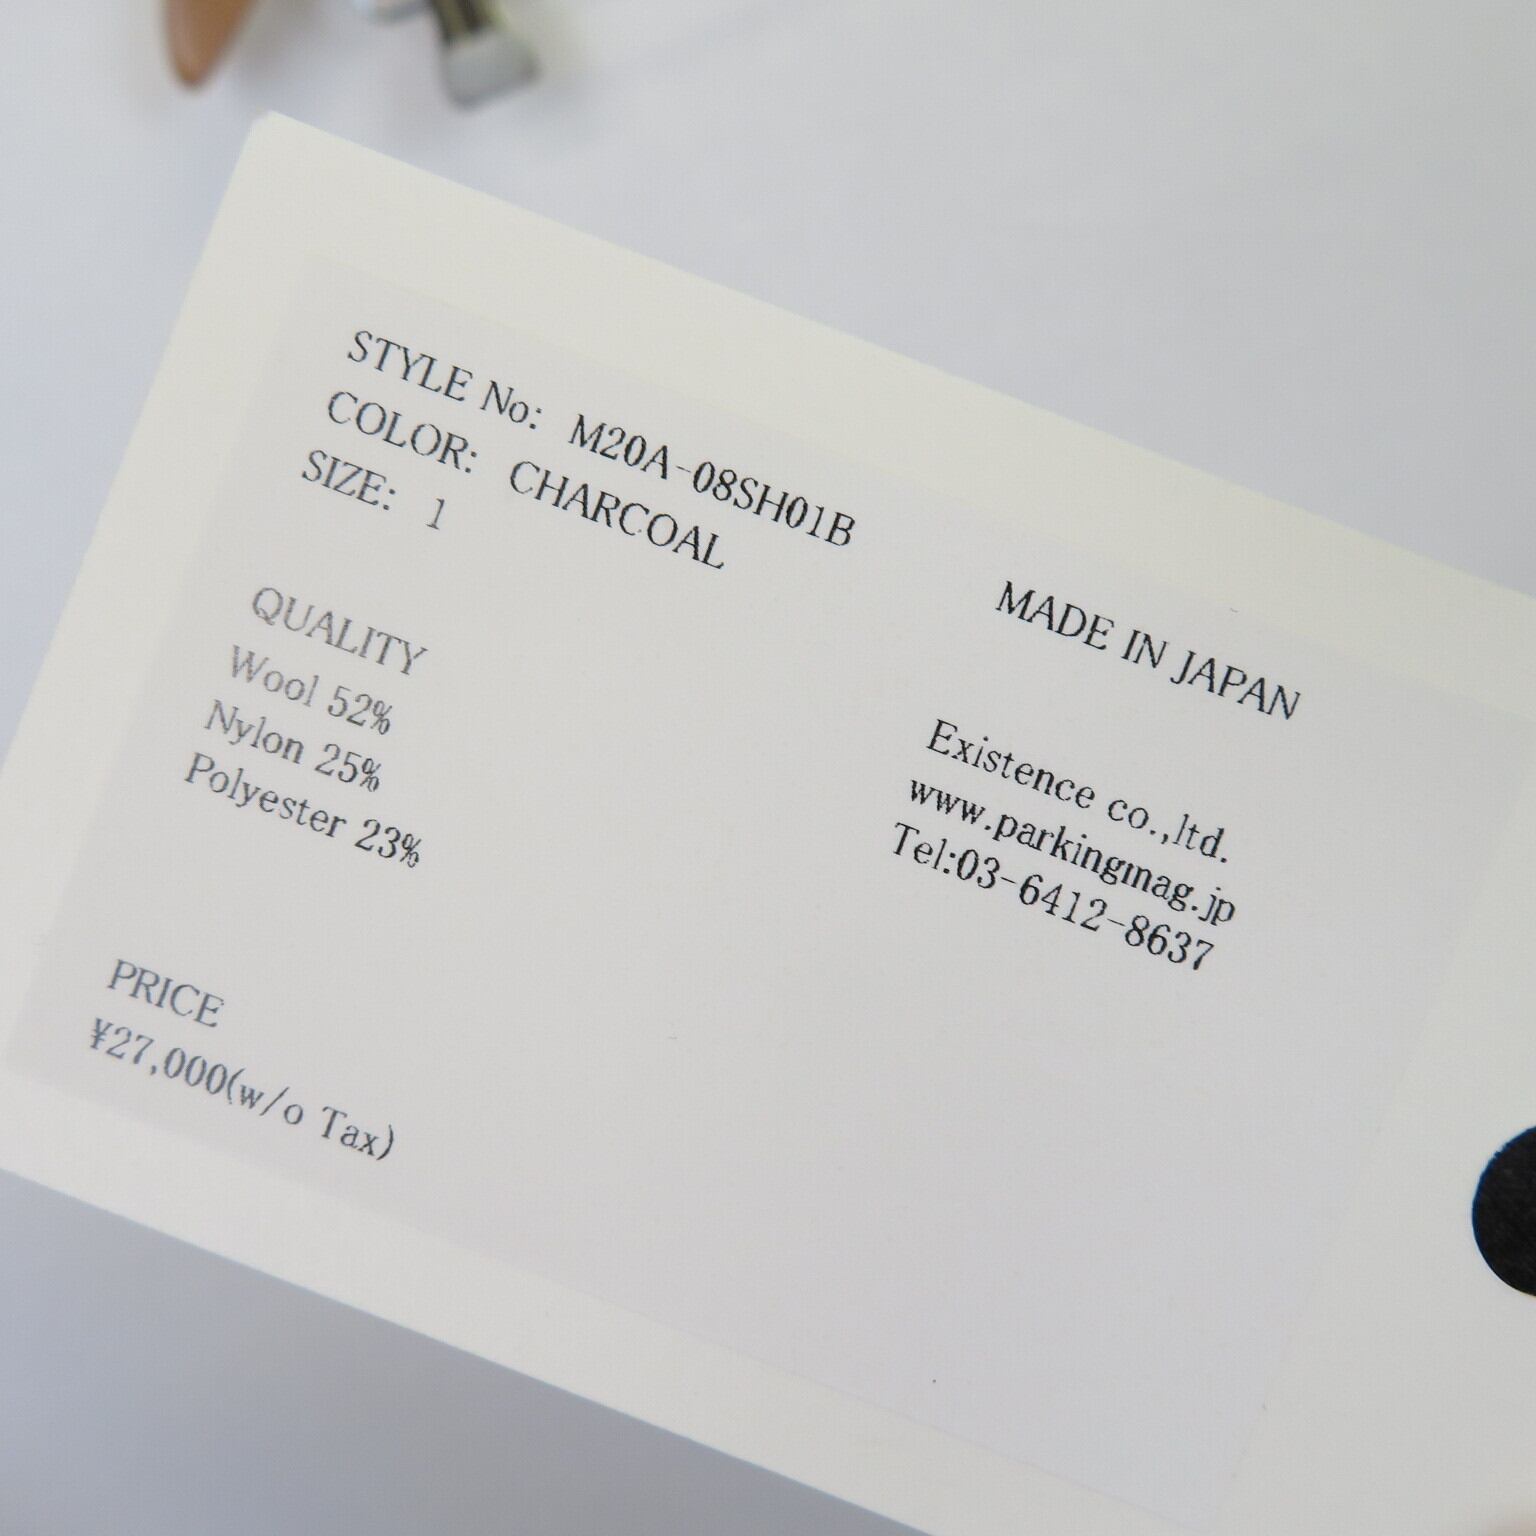 STYLE No: M20A-08SH01B
COLOR: CHARCOAL
SIZE: 1
MADE IN JAPAN
QUALITY
Wool 52%
Nylon 25%
Polyester 23%
Existence co.,ltd.
www.parkingmag.jp
Tel:03-6412-8637
PRICE
¥27,000(w/o Tax)